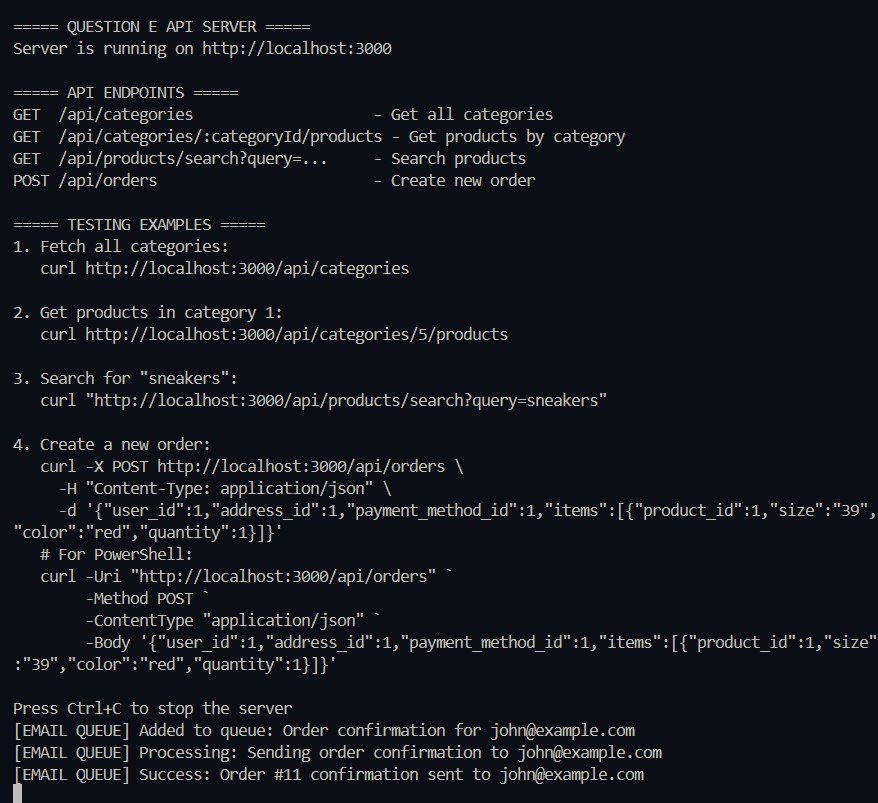 ===== QUESTION E API SERVER =====
Server is running on http://localhost:3000
===== API ENDPOINTS =====
GET  /api/categories                    - Get all categories
GET  /api/categories/:categoryId/products - Get products by category
GET  /api/products/search?query=...     - Search products
POST /api/orders                        - Create new order
===== TESTING EXAMPLES =====
1. Fetch all categories:
   curl http://localhost:3000/api/categories
2. Get products in category 1:
   curl http://localhost:3000/api/categories/5/products
3. Search for "sneakers":
   curl "http://localhost:3000/api/products/search?query=sneakers"
4. Create a new order:
   curl -X POST http://localhost:3000/api/orders \
     -H "Content-Type: application/json" \
     -d '{"user_id":1,"address_id":1,"payment_method_id":1,"items":[{"product_id":1,"size":"39",
"color":"red","quantity":1}]}'
   # For PowerShell:
   curl -Uri "http://localhost:3000/api/orders" `
        -Method POST `
        -ContentType "application/json" `
        -Body '{"user_id":1,"address_id":1,"payment_method_id":1,"items":[{"product_id":1,"size"
:"39","color":"red","quantity":1}]}'
Press Ctrl+C to stop the server
[EMAIL QUEUE] Added to queue: Order confirmation for john@example.com
[EMAIL QUEUE] Processing: Sending order confirmation to john@example.com
[EMAIL QUEUE] Success: Order #11 confirmation sent to john@example.com